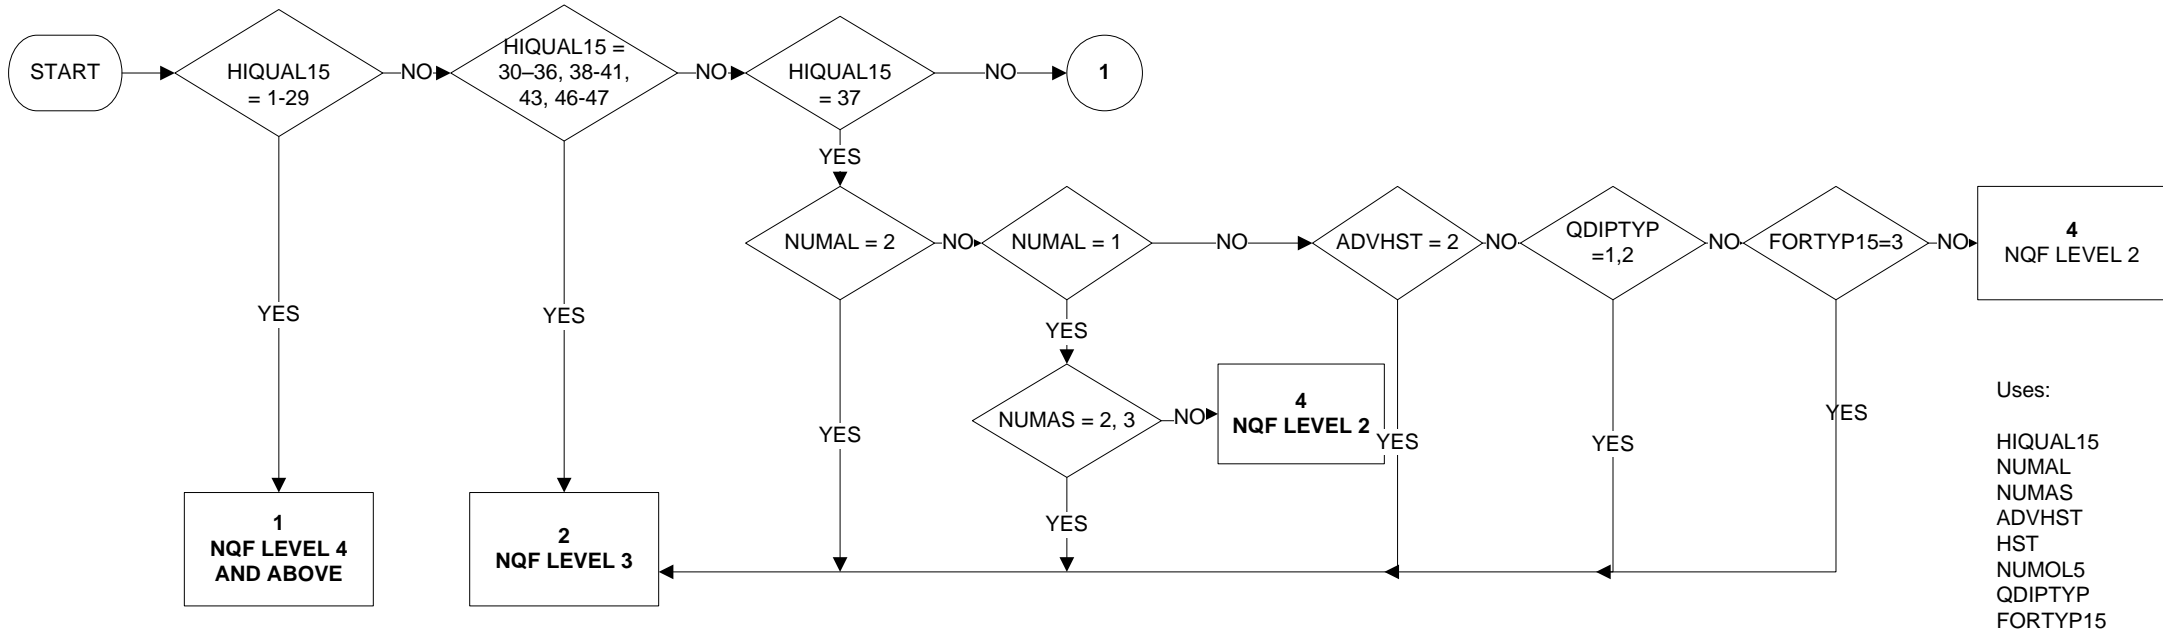 START
HIQUAL15
= 1-29
NO
HIQUAL15 =
30–36, 38-41,
43, 46-47
NO
HIQUAL15
= 37
NO
1
YES
YES
YES
NUMAL = 2
NO
NUMAL = 1
NO
ADVHST = 2
NO
QDIPTYP
=1,2
NO
FORTYP15=3
NO
4
NQF LEVEL 2
YES
YES
NUMAS = 2, 3
NO
4
NQF LEVEL 2
YES
YES
YES
YES
1
NQF LEVEL 4
AND ABOVE
2
NQF LEVEL 3
Uses:
HIQUAL15
NUMAL
NUMAS
ADVHST
HST
NUMOL5
QDIPTYP
FORTYP15